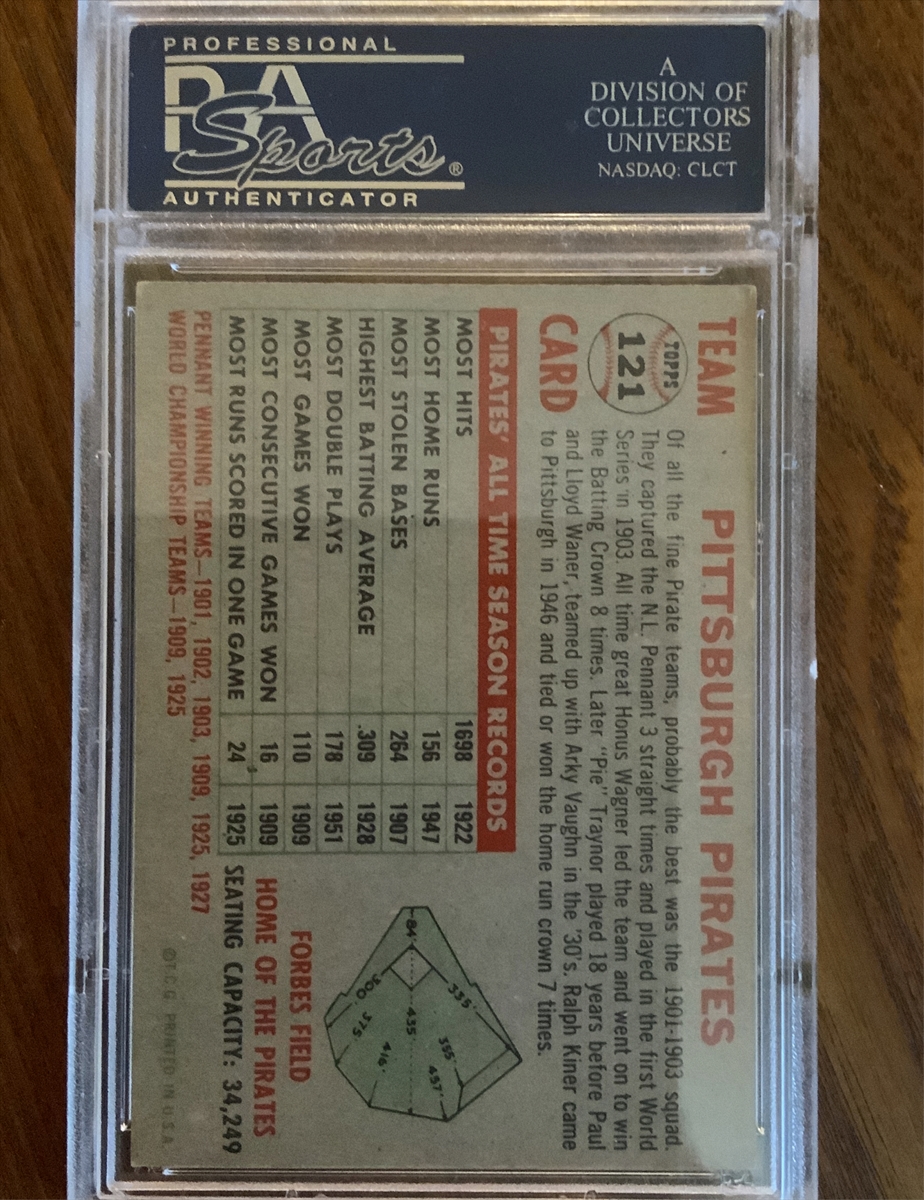 PROFESSIONAL
PSA
Sports®
AUTHENTICATOR
A
DIVISION OF
COLLECTORS
UNIVERSE
NASDAQ: CLCT
TEAM
TOPPS
121
CARD
PITTSBURGH PIRATES
Of all the fine Pirate teams, probably the best was the 1901-1903 squad.
They captured the N.L. Pennant 3 straight times and played in the first World
Series in 1903. All time great Honus Wagner led the team and went on to win
the Batting Crown 8 times. Later "Pie" Traynor played 18 years before Paul
and Lloyd Waner, teamed up with Arky Vaughn in the '30's. Ralph Kiner came
to Pittsburgh in 1946 and tied or won the home run crown 7 times.
PIRATES' ALL TIME SEASON RECORDS
MOST HITS 1698 1922
MOST HOME RUNS 156 1947
MOST STOLEN BASES 264 1907
HIGHEST BATTING AVERAGE .309 1928
MOST DOUBLE PLAYS 178 1951
MOST GAMES WON 110 1909
MOST CONSECUTIVE GAMES WON 16 1909
MOST RUNS SCORED IN ONE GAME 24 1925
PENNANT WINNING TEAMS—1901, 1902, 1903, 1909, 1925, 1927
WORLD CHAMPIONSHIP TEAMS—1909, 1925
84'
335'
300'
435'
395'
457'
375
416'
FORBES FIELD
HOME OF THE PIRATES
SEATING CAPACITY: 34,249
©T.C.G. PRINTED IN U.S.A.